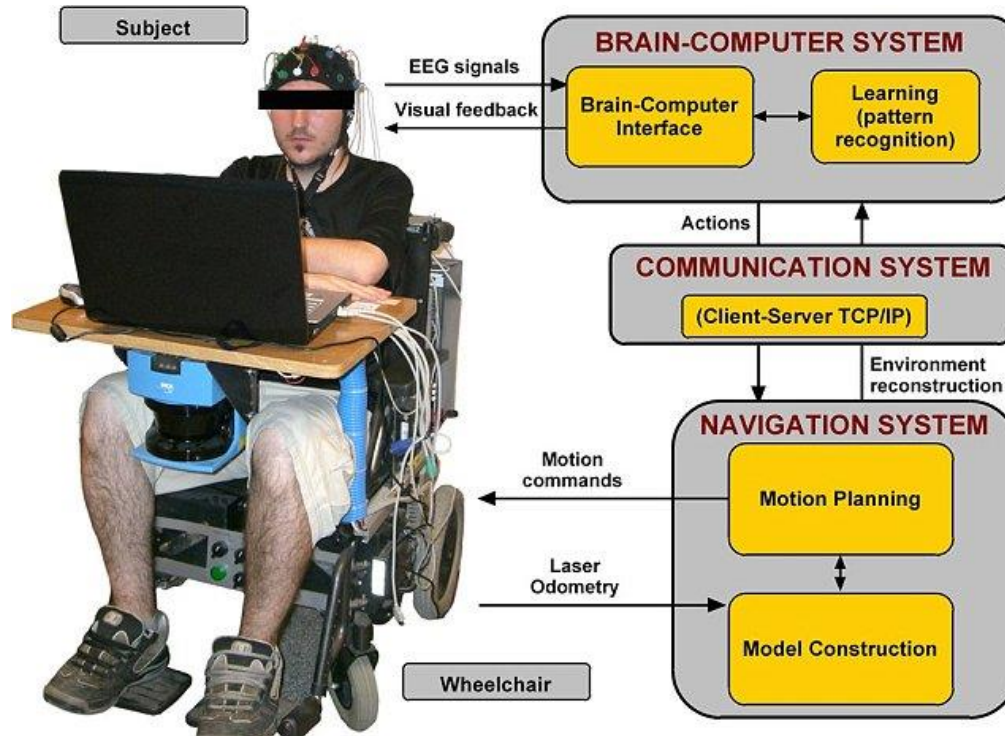 Subject
EEG signals
Visual feedback
BRAIN-COMPUTER SYSTEM
Brain-Computer
Interface
Learning
(pattern
recognition)
Actions
COMMUNICATION SYSTEM
(Client-Server TCP/IP)
Environment
reconstruction
NAVIGATION SYSTEM
Motion
commands
Motion Planning
Laser
Odometry
Model Construction
Wheelchair